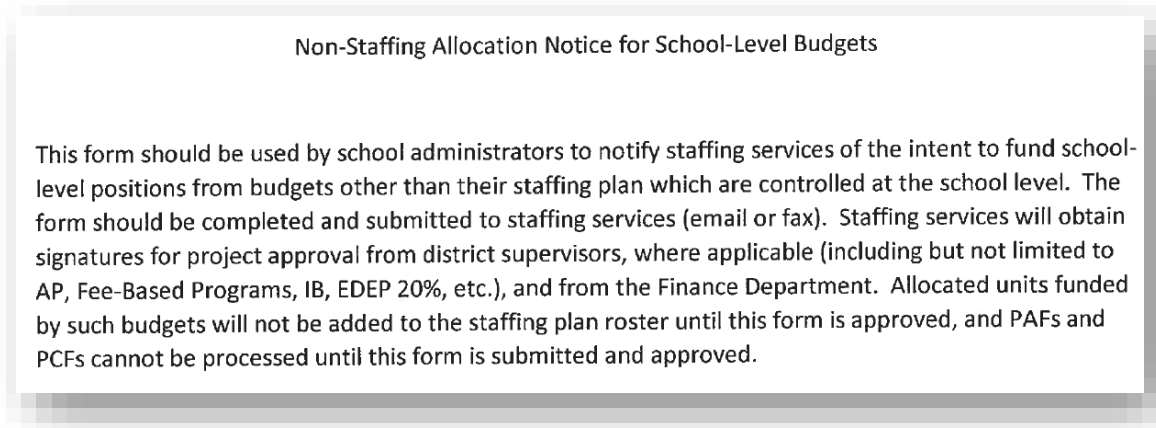 Non-Staffing Allocation Notice for School-Level Budgets
This form should be used by school administrators to notify staffing services of the intent to fund school-
level positions from budgets other than their staffing plan which are controlled at the school level.  The
form should be completed and submitted to staffing services (email or fax).  Staffing services will obtain
signatures for project approval from district supervisors, where applicable (including but not limited to
AP, Fee-Based Programs, IB, EDEP 20%, etc.), and from the Finance Department.  Allocated units funded
by such budgets will not be added to the staffing plan roster until this form is approved, and PAFs and
PCFs cannot be processed until this form is submitted and approved.